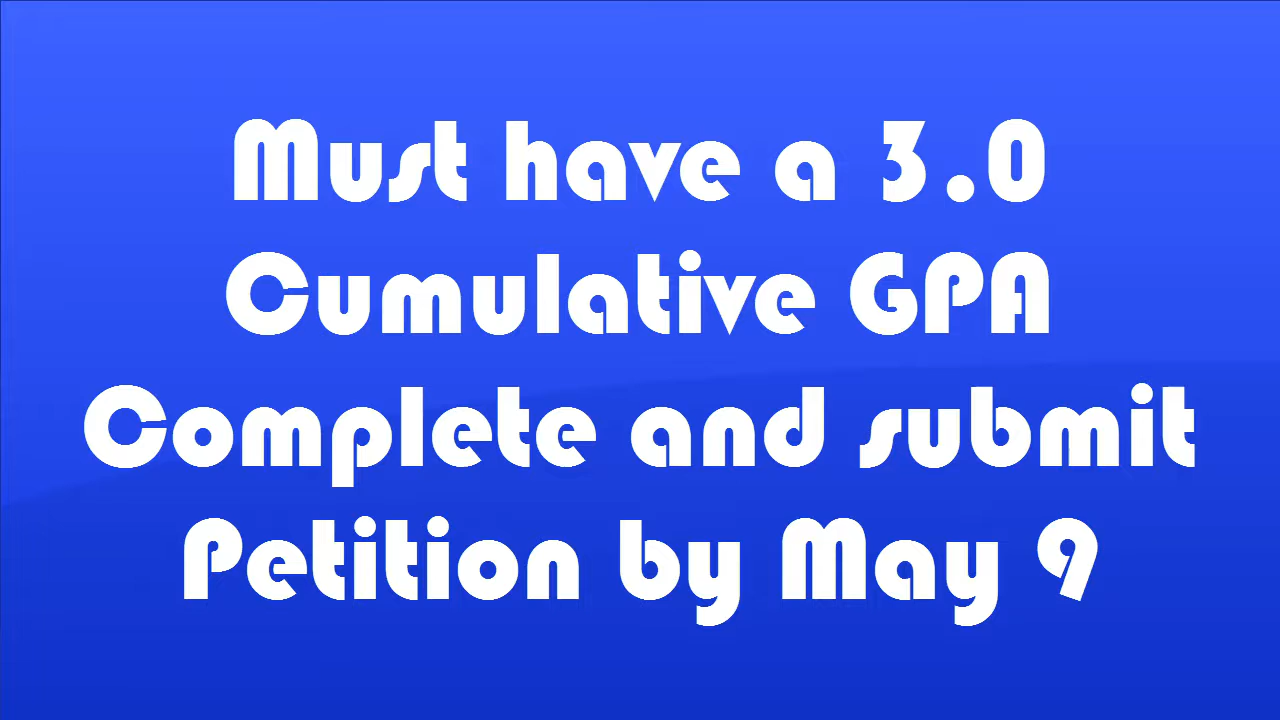 Must have a 3.0
Cumulative GPA
Complete and submit
Petition by May 9